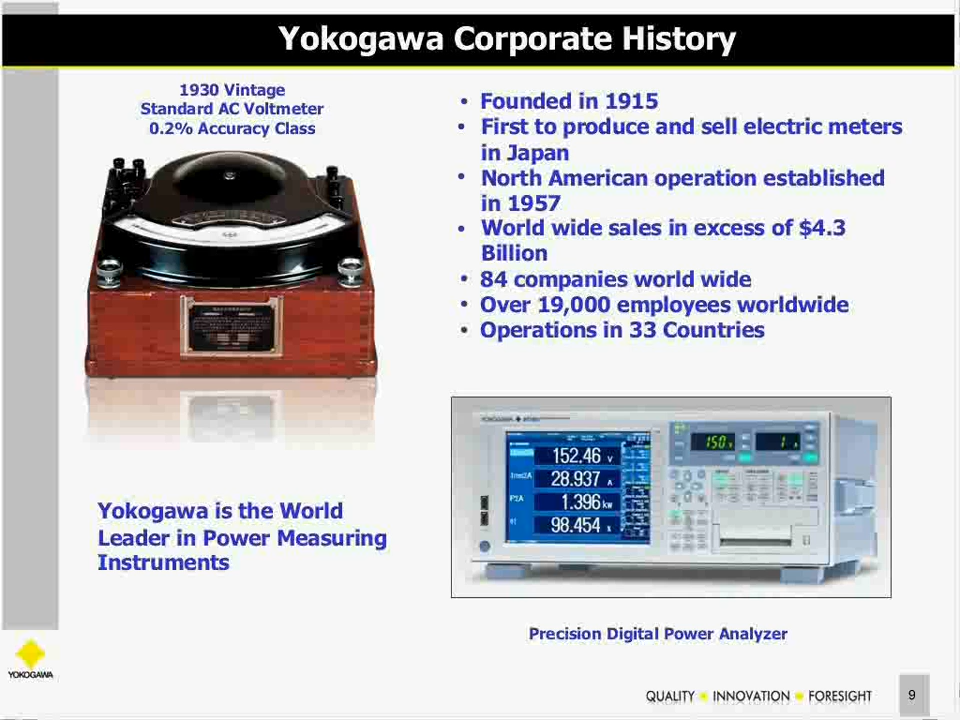 Yokogawa Corporate History
1930 Vintage
Standard AC Voltmeter
0.2% Accuracy Class
• Founded in 1915
• First to produce and sell electric meters
in Japan
• North American operation established
in 1957
• World wide sales in excess of $4.3
Billion
• 84 companies world wide
• Over 19,000 employees worldwide
• Operations in 33 Countries
YOKOGAWA
152.46 V
28.937 A
1.396 kW
98.454 %
150 V
1 A
Yokogawa is the World
Leader in Power Measuring
Instruments
Precision Digital Power Analyzer
YOKOGAWA
QUALITY INNOVATION FORESIGHT
9